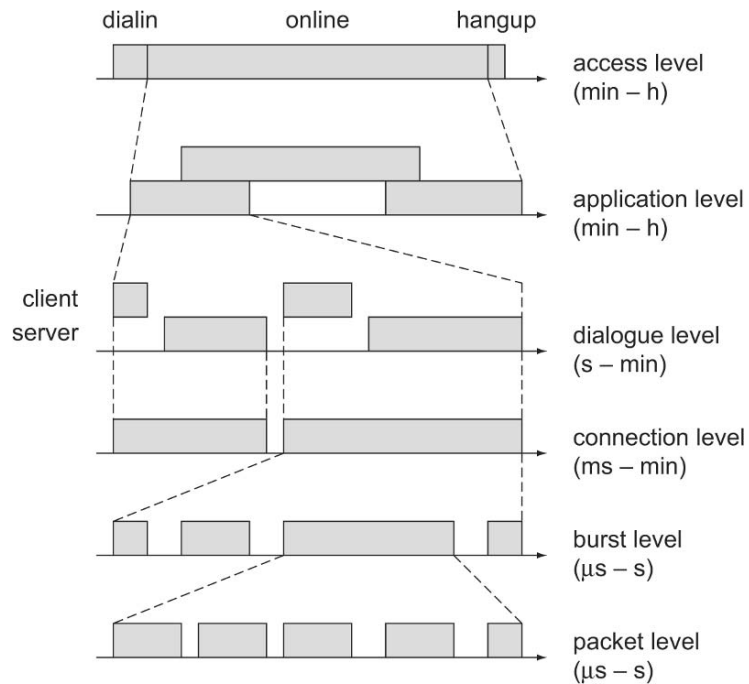 dialin online hangup
access level
(min – h)
application level
(min – h)
client
server
dialogue level
(s – min)
connection level
(ms – min)
burst level
(μs – s)
packet level
(μs – s)